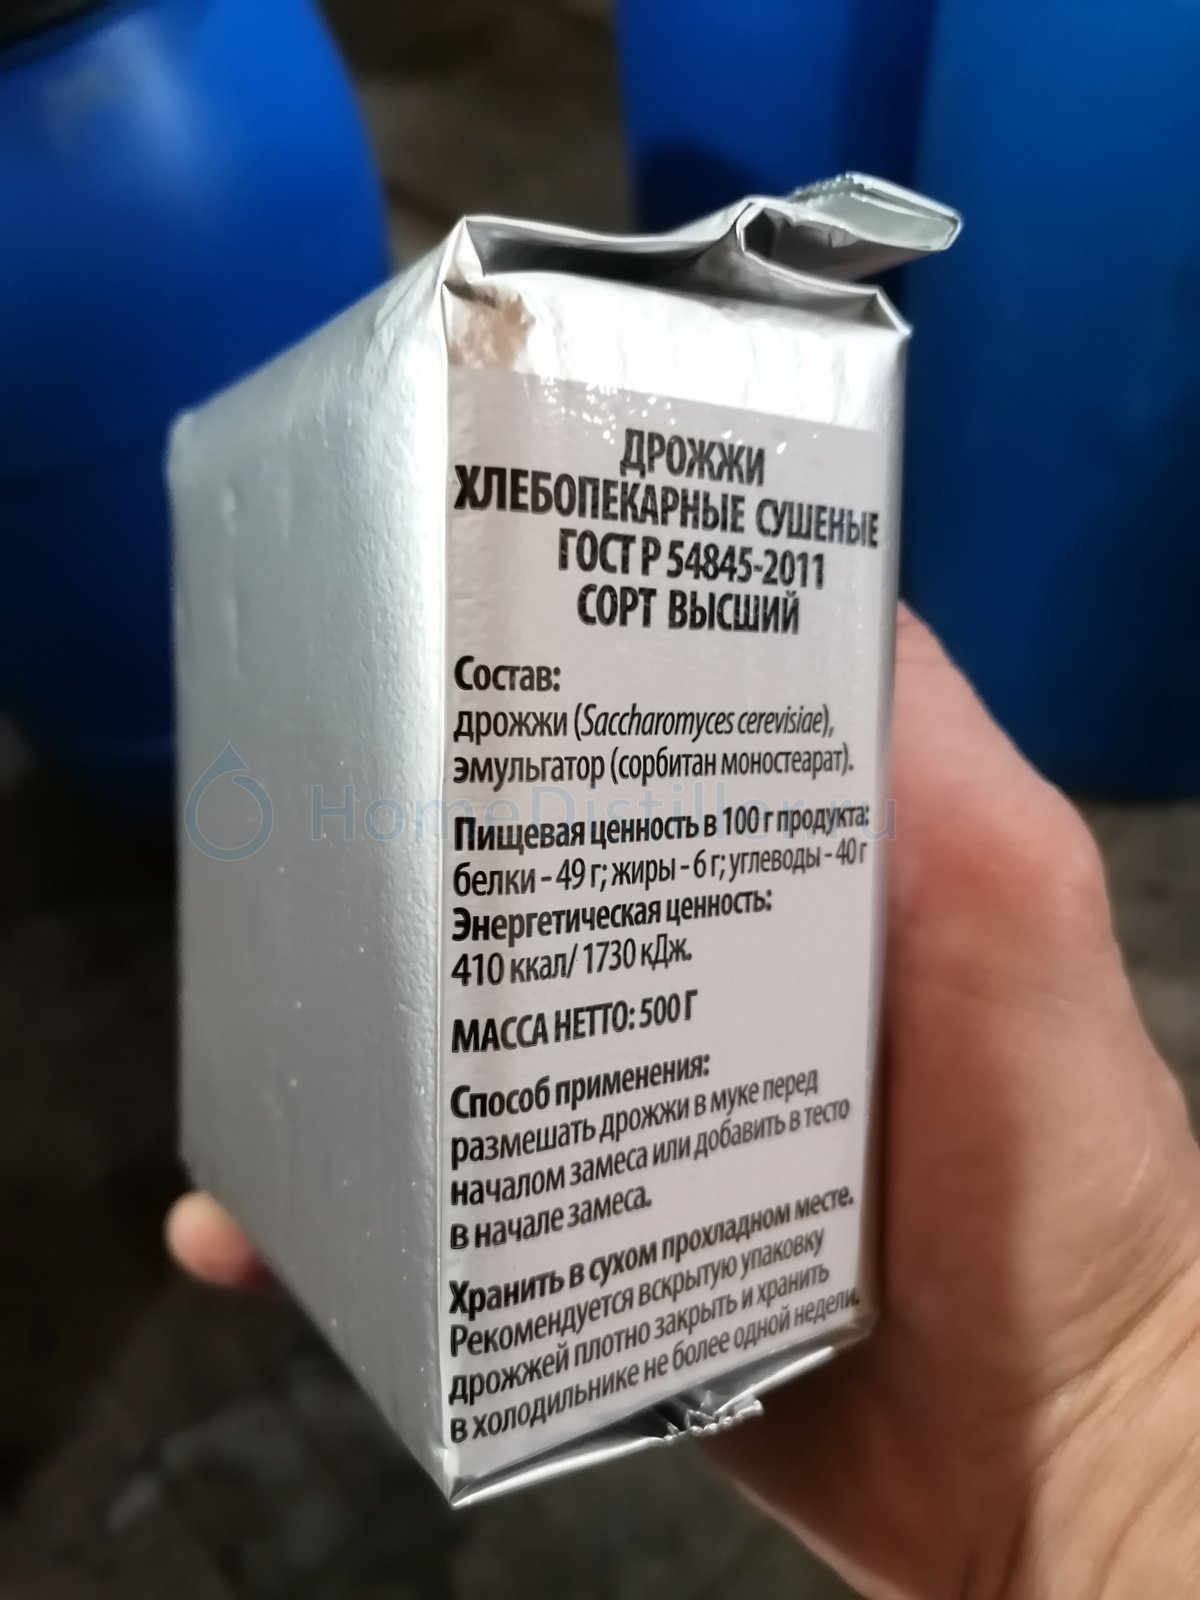 ДРОЖЖИ
ХЛЕБОПЕКАРНЫЕ СУШЕНЫЕ
ГОСТ Р 54845-2011
СОРТ ВЫСШИЙ
Состав:
дрожжи (Saccharomyces cerevisiae),
эмульгатор (сорбитан моностеарат).
HomeDistiller.ru
Пищевая ценность в 100 г продукта:
белки - 49 г; жиры - 6 г; углеводы - 40 г
Энергетическая ценность:
410 ккал/ 1730 кДж.
МАССА НЕТТО: 500 Г
Способ применения:
размешать дрожжи в муке перед
началом замеса или добавить в тесто
в начале замеса.
Хранить в сухом прохладном месте.
Рекомендуется вскрытую упаковку
дрожжей плотно закрыть и хранить
в холодильнике не более одной недели.